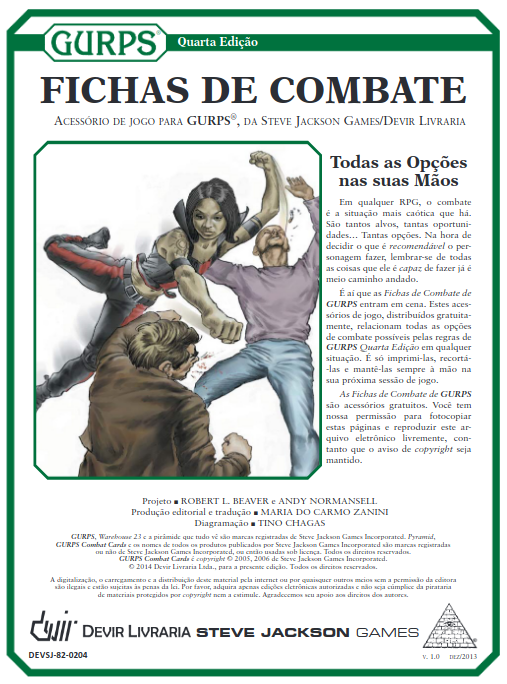 GURPS®
Quarta Edição
FICHAS DE COMBATE
ACESSÓRIO DE JOGO PARA GURPS®, DA STEVE JACKSON GAMES/DEVIR LIVRARIA
Todas as Opções
nas suas Mãos
Em qualquer RPG, o combate
é a situação mais caótica que há.
São tantos alvos, tantas oportuni-
dades... Tantas opções. Na hora de
decidir o que é recomendável o per-
sonagem fazer, lembrar-se de todas
as coisas que ele é capaz de fazer já é
meio caminho andado.
É aí que as Fichas de Combate de
GURPS entram em cena. Estes aces-
sórios de jogo, distribuídos gratuita-
mente, relacionam todas as opções
de combate possíveis pelas regras de
GURPS Quarta Edição em qualquer
situação. É só imprimi-las, recortá-
-las e mantê-las sempre à mão na
sua próxima sessão de jogo.
As Fichas de Combate de GURPS
são acessórios gratuitos. Você tem
nossa permissão para fotocopiar
estas páginas e reproduzir este ar-
quivo eletrônico livremente, con-
tanto que o aviso de copyright seja
mantido.
Projeto ■ ROBERT L. BEAVER e ANDY NORMANSELL
Produção editorial e tradução ■ MARIA DO CARMO ZANINI
Diagramação ■ TINO CHAGAS
GURPS, Warehouse 23 e a pirâmide que tudo vê são marcas registradas de Steve Jackson Games Incorporated. Pyramid,
GURPS Combat Cards e os nomes de todos os produtos publicados por Steve Jackson Games Incorporated são marcas registradas
ou não de Steve Jackson Games Incorporated, ou então usadas sob licença. Todos os direitos reservados.
GURPS Combat Cards é copyright © 2005, 2006 de Steve Jackson Games Incorporated.
© 2014 Devir Livraria Ltda., para a presente edição. Todos os direitos reservados.
A digitalização, o carregamento e a distribuição deste material pela internet ou por quaisquer outros meios sem a permissão da editora
são ilegais e estão sujeitas às penas da lei. Por favor, adquira apenas edições eletrônicas autorizadas e não seja cúmplice da pirataria
de materiais protegidos por copyright nem a estimule. Agradecemos seu apoio aos direitos dos autores.
devir DEVIR LIVRARIA STEVE JACKSON GAMES
DEVSJ-82-0204
V. 1.0 DEZ/2013